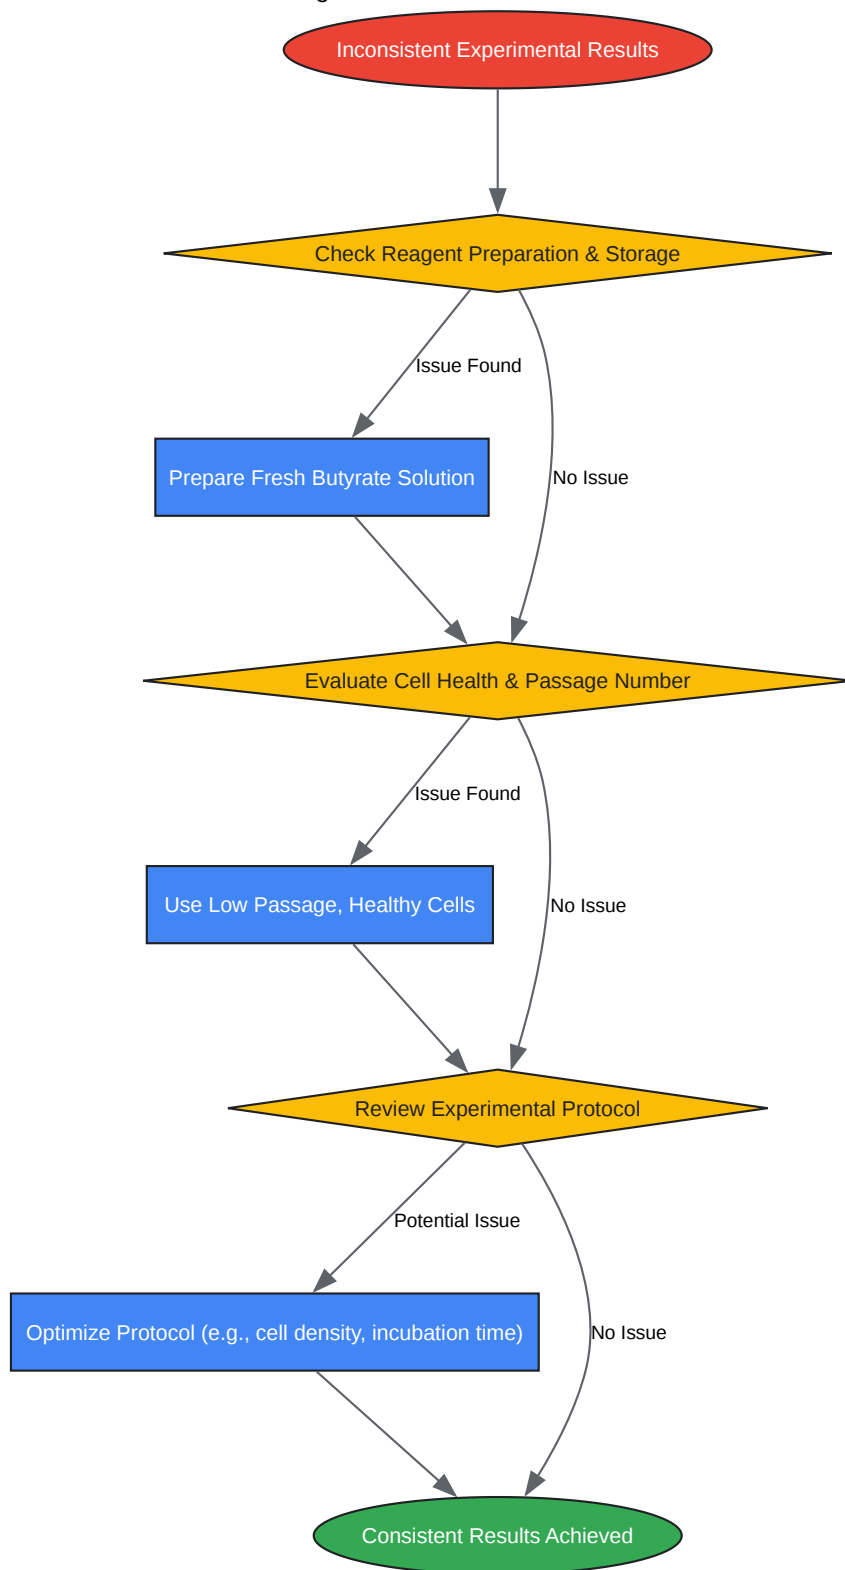 Inconsistent Experimental Results
Check Reagent Preparation & Storage
Issue Found
Prepare Fresh Butyrate Solution
No Issue
Evaluate Cell Health & Passage Number
Issue Found
Use Low Passage, Healthy Cells
No Issue
Review Experimental Protocol
Potential Issue
Optimize Protocol (e.g., cell density, incubation time)
No Issue
Consistent Results Achieved